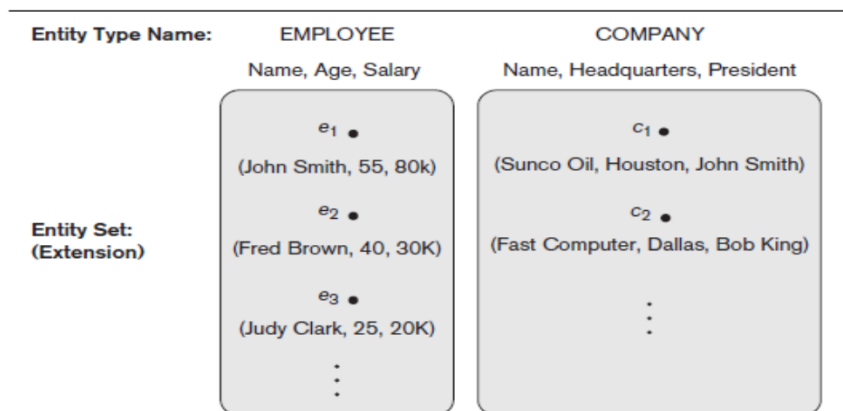 Entity Type Name: EMPLOYEE COMPANY
Name, Age, Salary Name, Headquarters, President
e1 • c1 •
(John Smith, 55, 80k) (Sunco Oil, Houston, John Smith)
e2 • c2 •
Entity Set:
(Extension) (Fred Brown, 40, 30K) (Fast Computer, Dallas, Bob King)
e3 •
(Judy Clark, 25, 20K)